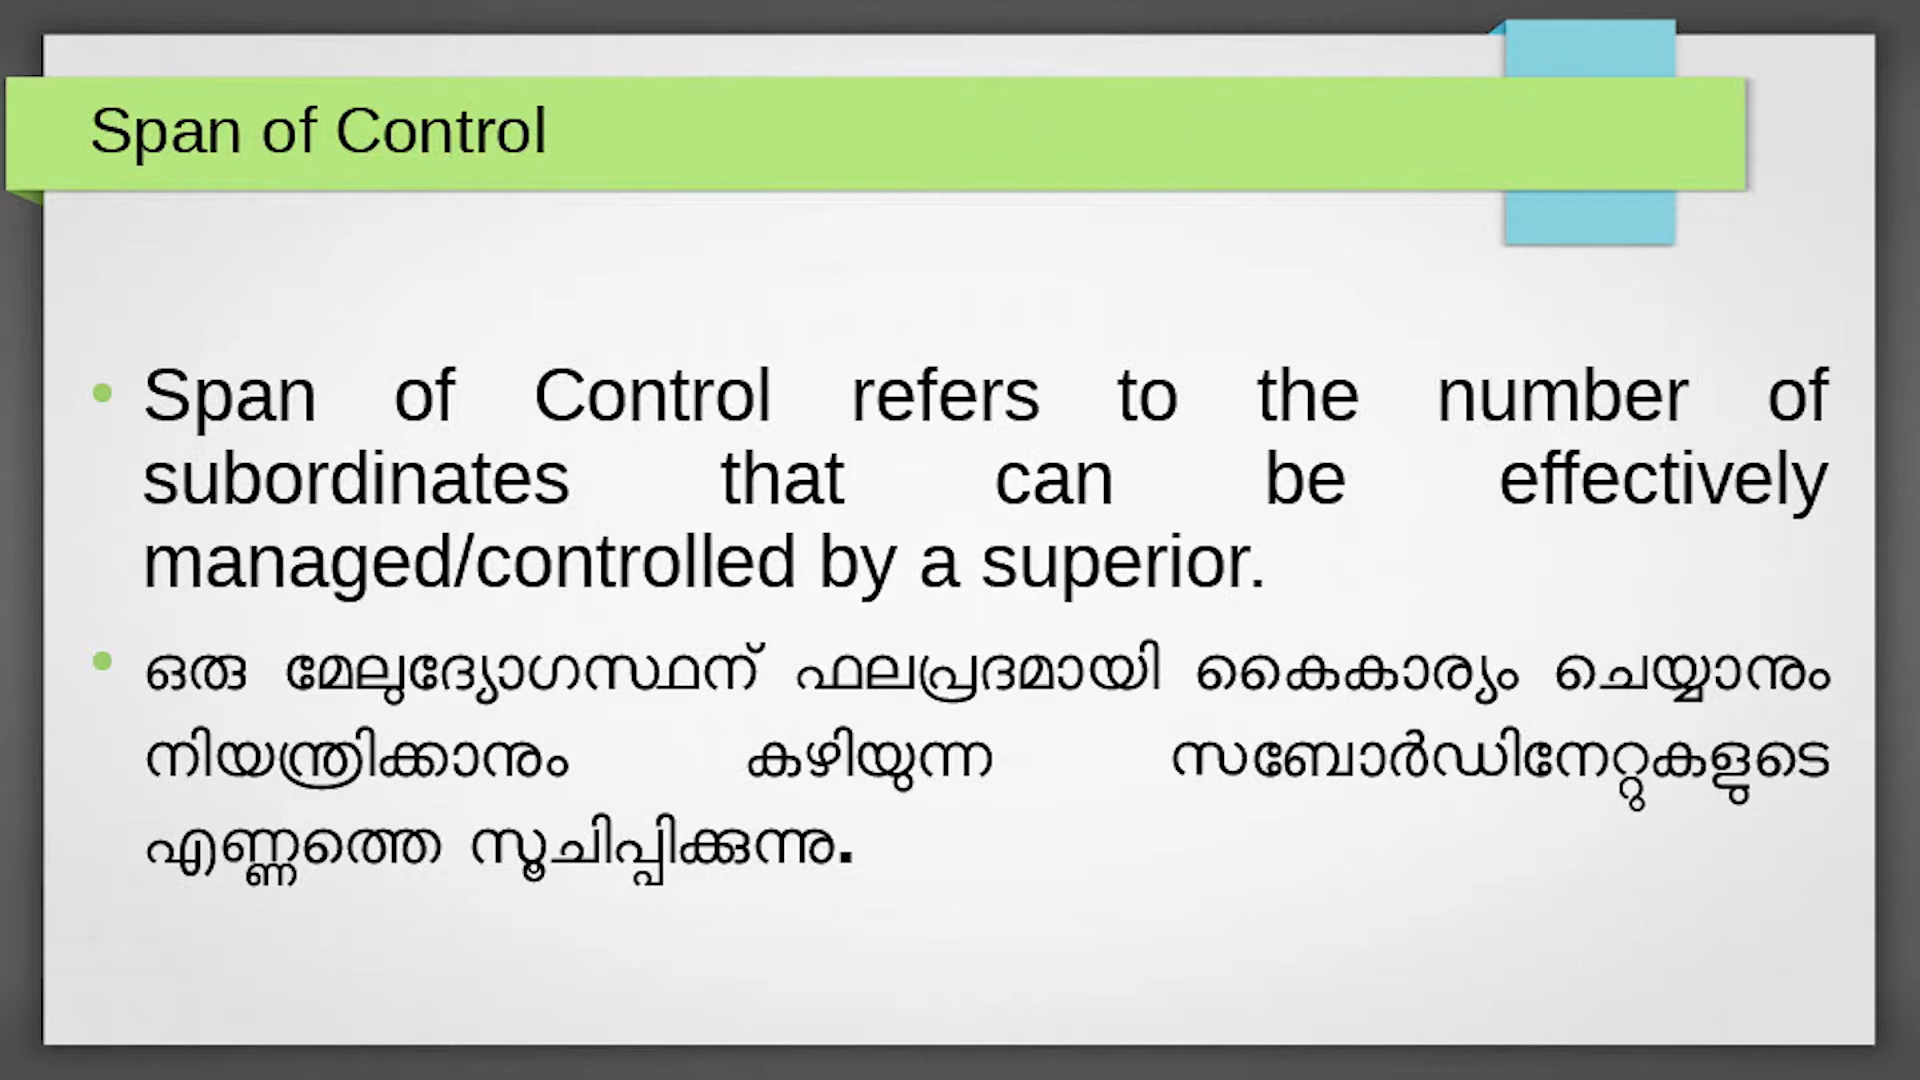 Span of Control
Span of Control refers to the number of
subordinates that can be effectively
managed/controlled by a superior.
ഒരു മേലുദ്യോഗസ്ഥന് ഫലപ്രദമായി കൈകാര്യം ചെയ്യാനും
നിയന്ത്രിക്കാനും കഴിയുന്ന സബോർഡിനേറ്റുകളുടെ
എണ്ണത്തെ സൂചിപ്പിക്കുന്നു.